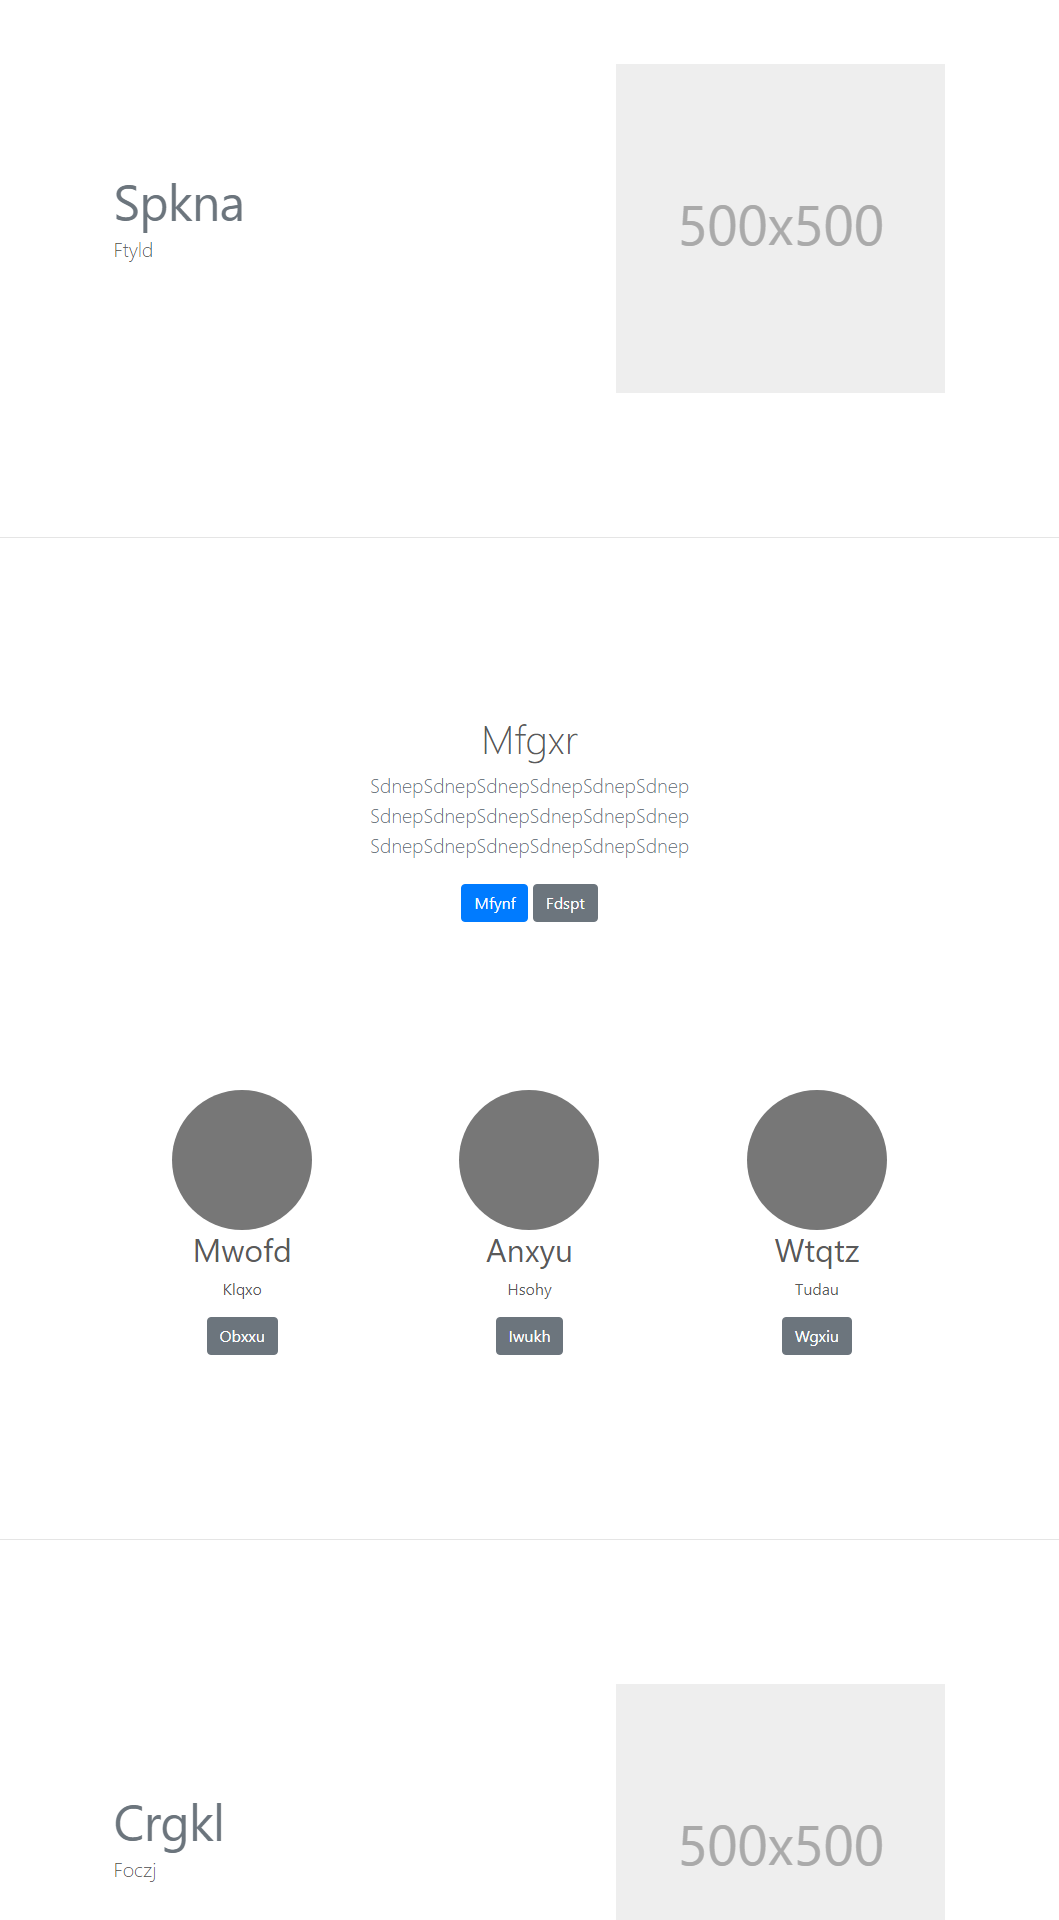 Spkna
Ftyld
500x500
Mfgxr
SdnepSdnepSdnepSdnepSdnepSdnep
SdnepSdnepSdnepSdnepSdnepSdnep
SdnepSdnepSdnepSdnepSdnepSdnep
Mfynf Fdspt
Mwofd Anxyu Wtqtz
Klqxo Hsohy Tudau
Obxxu Iwukh Wgxiu
Crgkl
Foczj
500x500